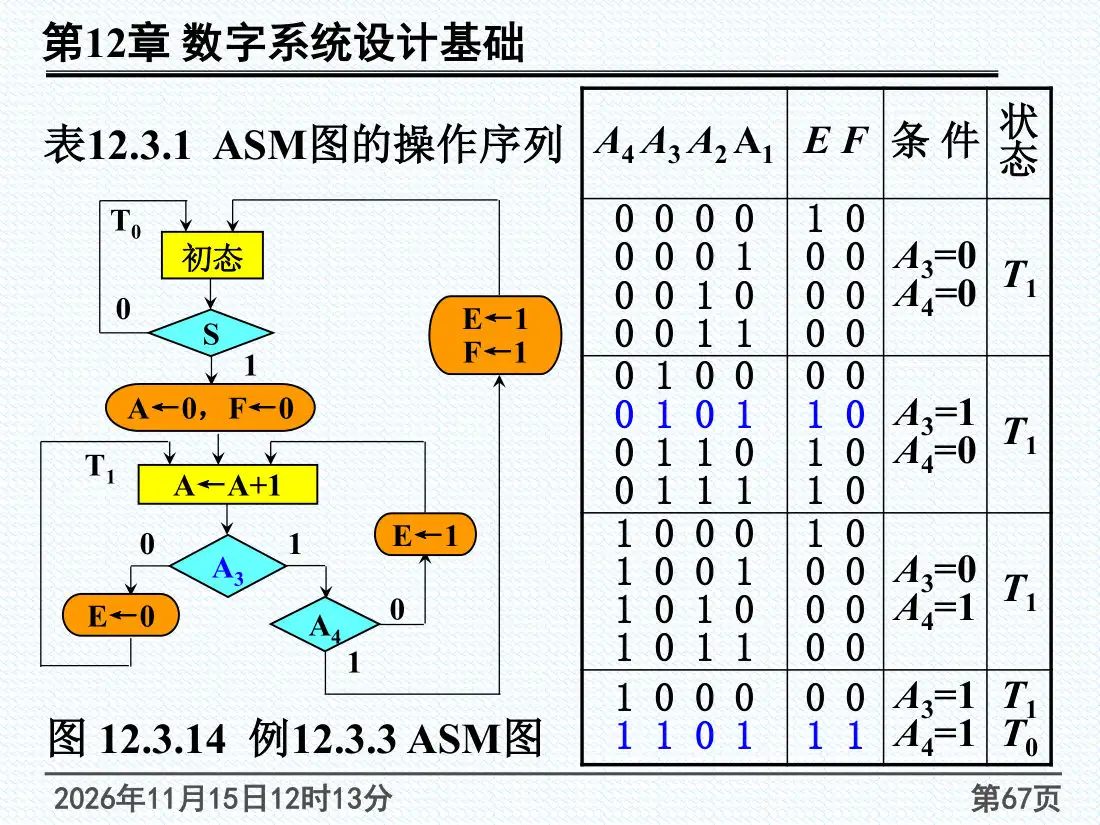 第12章 数字系统设计基础
表12.3.1 ASM图的操作序列
T0
初态
0
S
1
A←0，F←0
T1
A←A+1
0
A3
1
E←0
A4
0
1
E←1
E←1
F←1
图 12.3.14 例12.3.3 ASM图
A4 A3 A2 A1 E F 条 件 状态
0 0 0 0 1 0
0 0 0 1 0 0
0 0 1 0 0 0
0 0 1 1 0 0
A3=0
A4=0
T1
0 1 0 0 0 0
0 1 0 1 1 0
0 1 1 0 1 0
0 1 1 1 1 0
A3=1
A4=0
T1
1 0 0 0 1 0
1 0 0 1 0 0
1 0 1 0 0 0
1 0 1 1 0 0
A3=0
A4=1
T1
1 0 0 0 0 0
1 1 0 1 1 1
A3=1
A4=1
T1
T0
2026年11月15日12时13分
第67页